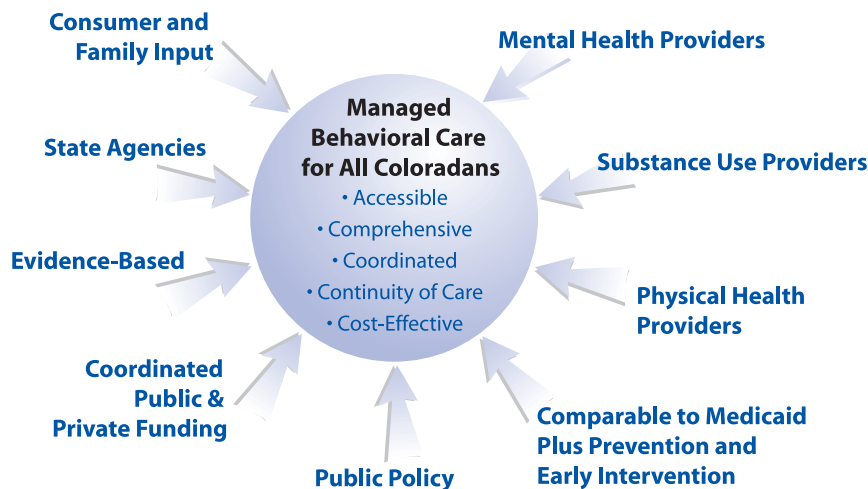 Consumer and
Family Input
Mental Health Providers
Managed
Behavioral Care
for All Coloradans
• Accessible
• Comprehensive
• Coordinated
• Continuity of Care
• Cost-Effective
State Agencies
Substance Use Providers
Evidence-Based
Physical Health
Providers
Coordinated
Public &
Private Funding
Public Policy
Comparable to Medicaid
Plus Prevention and
Early Intervention